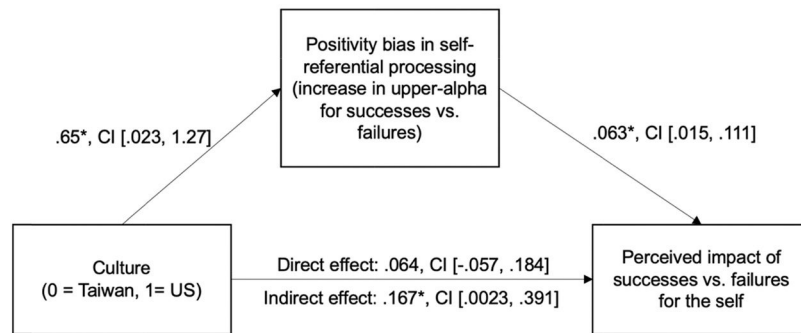 Positivity bias in self-
referential processing
(increase in upper-alpha
for successes vs.
failures)
.65*, CI [.023, 1.27]
.063*, CI [.015, .111]
Culture
(0 = Taiwan, 1= US)
Direct effect: .064, CI [-.057, .184]
Indirect effect: .167*, CI [.0023, .391]
Perceived impact of
successes vs. failures
for the self